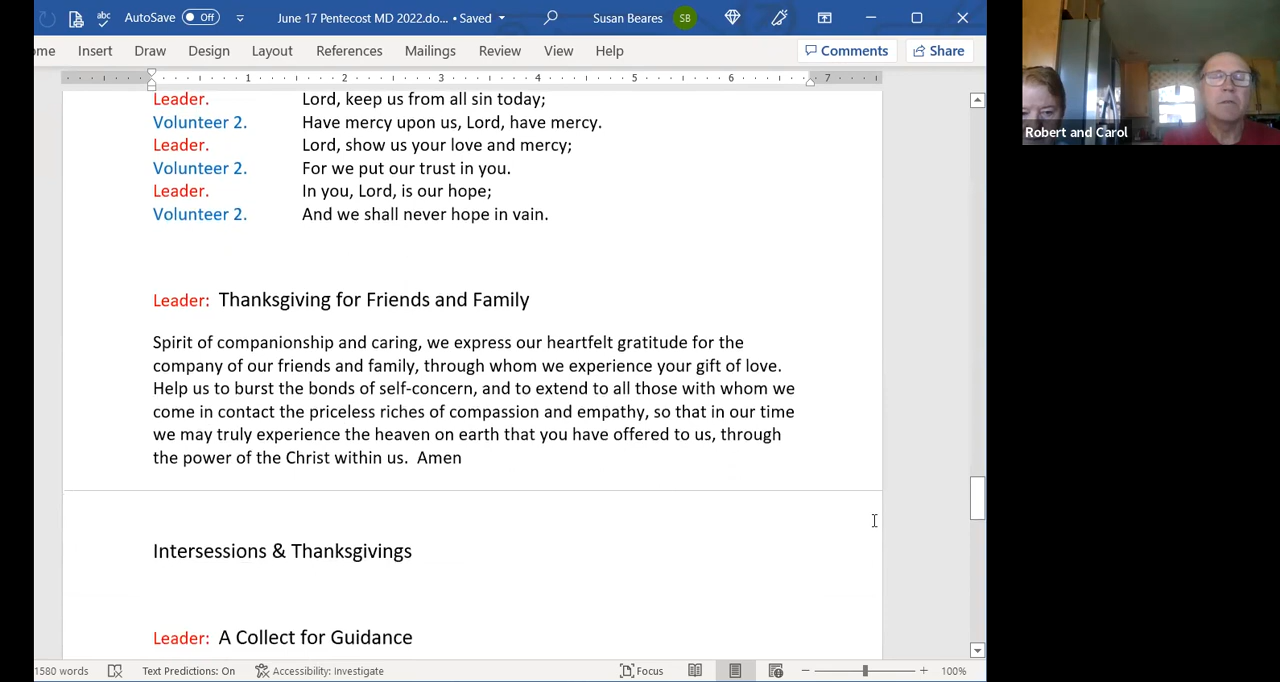 AutoSave Off June 17 Pentecost MD 2022.do... • Saved Susan Beares SB
ome Insert Draw Design Layout References Mailings Review View Help Comments Share
1 2 3 4 5 6 7
Leader. Lord, keep us from all sin today;
Volunteer 2. Have mercy upon us, Lord, have mercy.
Leader. Lord, show us your love and mercy;
Volunteer 2. For we put our trust in you.
Leader. In you, Lord, is our hope;
Volunteer 2. And we shall never hope in vain.
Leader: Thanksgiving for Friends and Family
Spirit of companionship and caring, we express our heartfelt gratitude for the
company of our friends and family, through whom we experience your gift of love.
Help us to burst the bonds of self-concern, and to extend to all those with whom we
come in contact the priceless riches of compassion and empathy, so that in our time
we may truly experience the heaven on earth that you have offered to us, through
the power of the Christ within us. Amen
Intersessions & Thanksgivings
Leader: A Collect for Guidance
1580 words Text Predictions: On Accessibility: Investigate Focus 100%
Robert and Carol